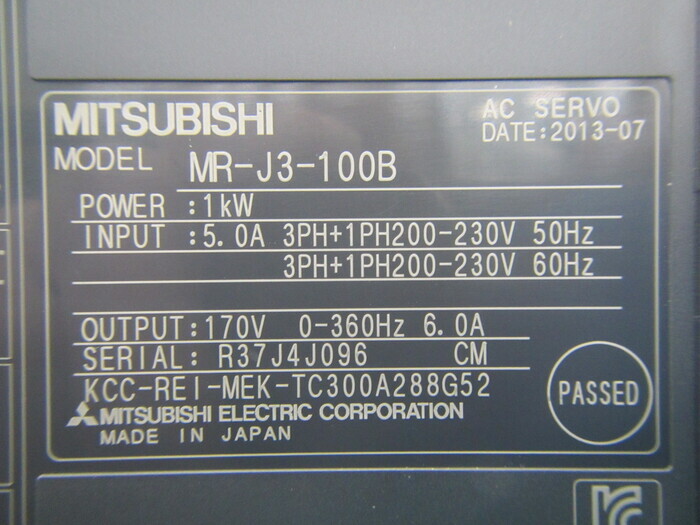 MITSUBISHI
AC SERVO
DATE:2013-07
MODEL MR-J3-100B
POWER :1kW
INPUT :5.0A 3PH+1PH200-230V 50Hz
3PH+1PH200-230V 60Hz
OUTPUT:170V 0-360Hz 6.0A
SERIAL: R37J4J096 CM
KCC-REI-MEK-TC300A288G52
PASSED
MITSUBISHI ELECTRIC CORPORATION
MADE IN JAPAN